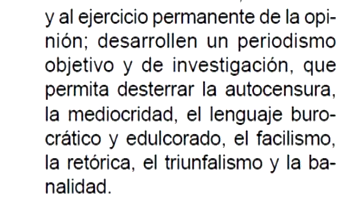 y al ejercicio permanente de la opi-
nión; desarrollen un periodismo
objetivo y de investigación, que
permita desterrar la autocensura,
la mediocridad, el lenguaje buro-
crático y edulcorado, el facilismo,
la retórica, el triunfalismo y la ba-
nalidad.